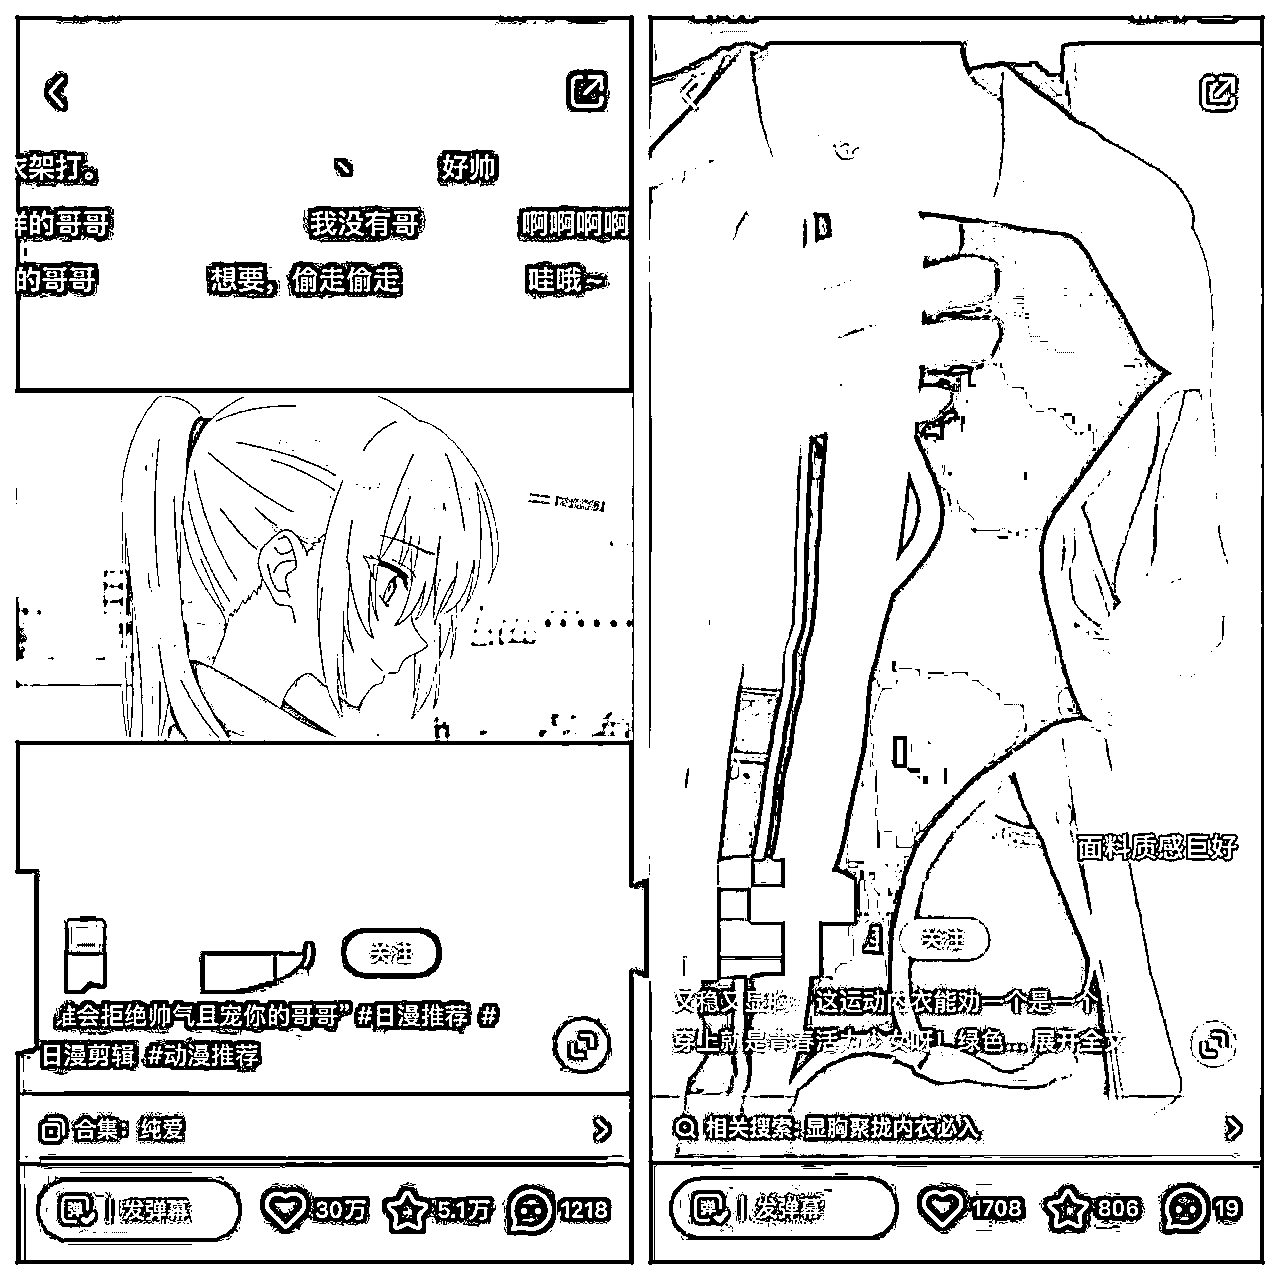 衣架打。
好帅
样的哥哥
我没有哥
啊啊啊啊
的哥哥
想要，偷走偷走
哇哦~
关注
谁会拒绝帅气且宠你的哥哥” #日漫推荐 #
日漫剪辑 #动漫推荐
合集：纯爱
弹 发弹幕
30万
5.1万
1218
面料质感巨好
关注
又稳又显 这运动内衣能劝一个是一个
穿上就是青春活力少女呀！绿色... 展开全文
相关搜索：显胸聚拢内衣必入
弹 发弹幕
1708
806
19